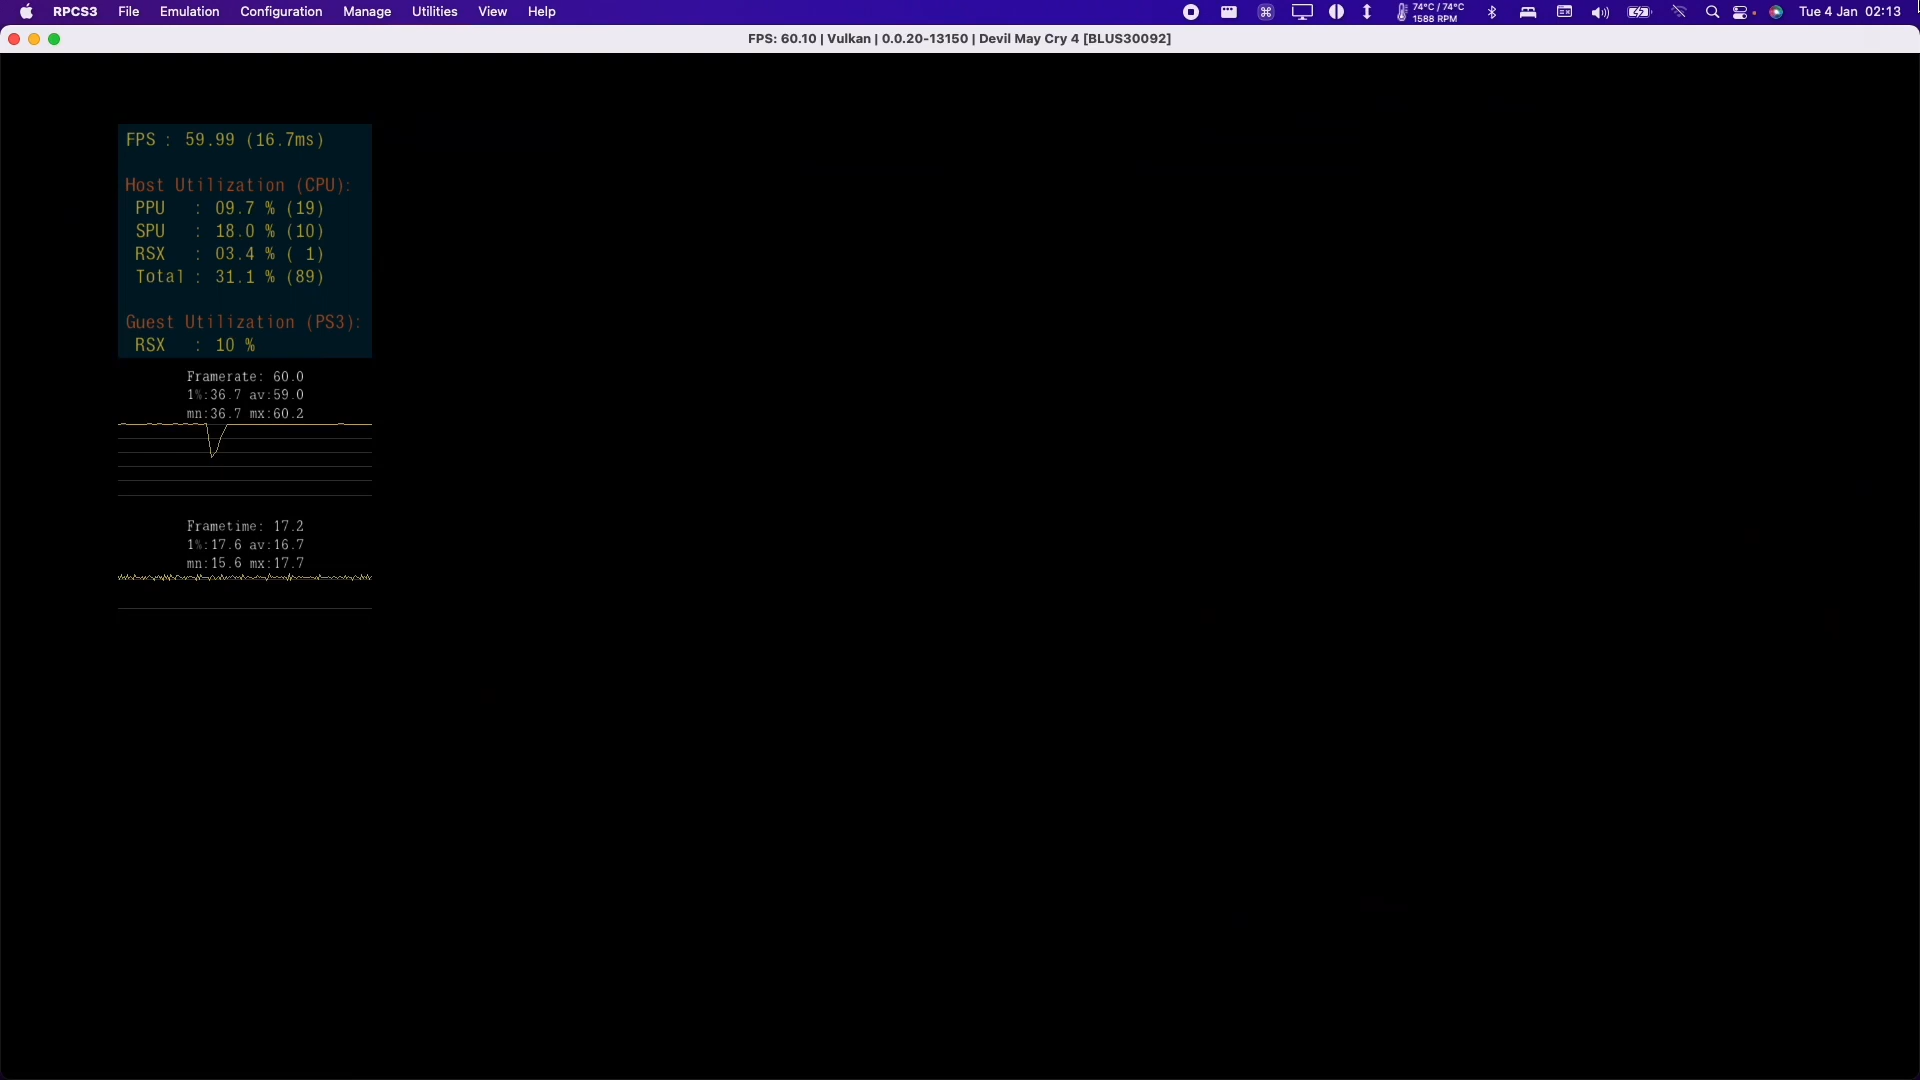 RPCS3 File Emulation Configuration Manage Utilities View Help 74°C / 74°C Tue 4 Jan 02:13
1588 RPM
FPS: 60.10 | Vulkan | 0.0.20-13150 | Devil May Cry 4 [BLUS30092]
FPS : 59.99 (16.7ms)
Host Utilization (CPU):
PPU : 09.7 % (19)
SPU : 18.0 % (10)
RSX : 03.4 % ( 1)
Total : 31.1 % (89)
Guest Utilization (PS3):
RSX : 10 %
Framerate: 60.0
1%:36.7 av:59.0
mn:36.7 mx:60.2
Frametime: 17.2
1%:17.6 av:16.7
mn:15.6 mx:17.7